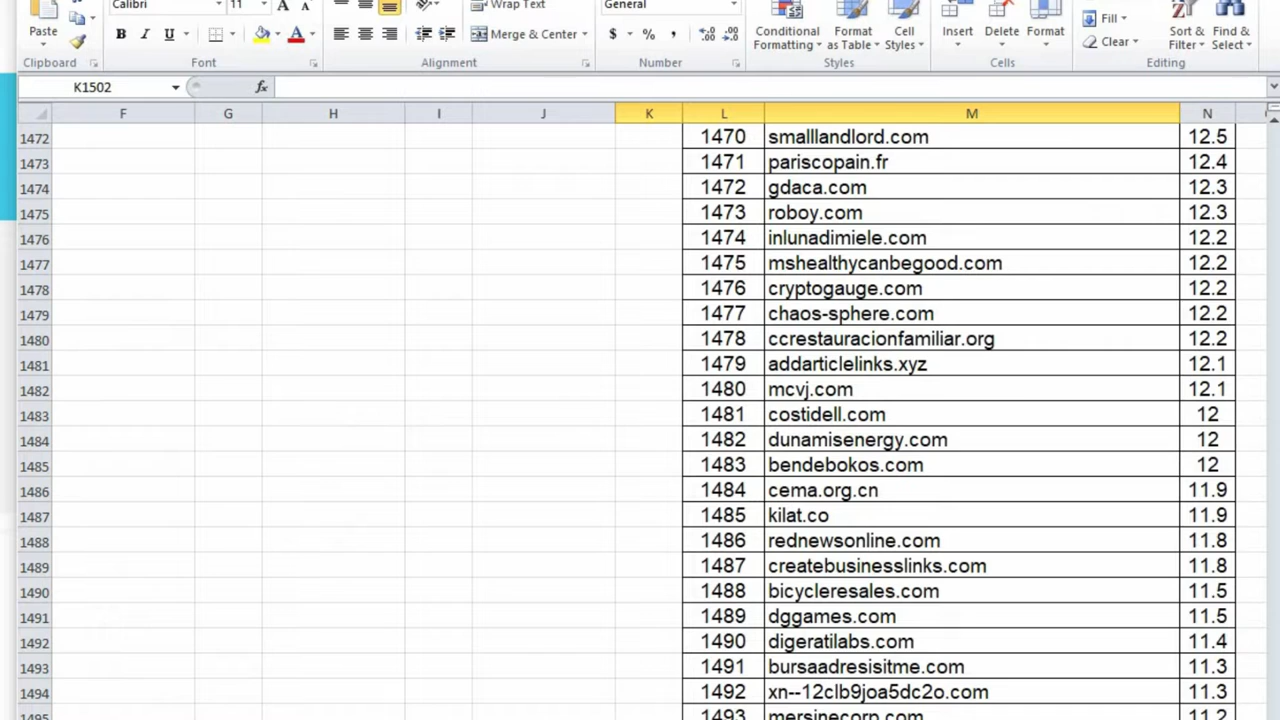 Calibri 11 A A Wrap Text General
Paste B I U A Merge & Center $ % , Conditional Formatting Format as Table Cell Styles Insert Delete Format Fill Clear Sort & Filter Find & Select
Clipboard Font Alignment Number Styles Cells Editing
K1502 fx
F G H I J K L M N
1472 1470 smalllandlord.com 12.5
1473 1471 pariscopain.fr 12.4
1474 1472 gdaca.com 12.3
1475 1473 roboy.com 12.3
1476 1474 inlunadimiele.com 12.2
1477 1475 mshealthycanbegood.com 12.2
1478 1476 cryptogauge.com 12.2
1479 1477 chaos-sphere.com 12.2
1480 1478 ccrestauracionfamiliar.org 12.2
1481 1479 addarticlelinks.xyz 12.1
1482 1480 mcvj.com 12.1
1483 1481 costidell.com 12
1484 1482 dunamisenergy.com 12
1485 1483 bendebokos.com 12
1486 1484 cema.org.cn 11.9
1487 1485 kilat.co 11.9
1488 1486 rednewsonline.com 11.8
1489 1487 createbusinesslinks.com 11.8
1490 1488 bicycleresales.com 11.5
1491 1489 dggames.com 11.5
1492 1490 digeratilabs.com 11.4
1493 1491 bursaadresisitme.com 11.3
1494 1492 xn--12clb9joa5dc2o.com 11.3
1495 1493 mersinecorp.com 11.2